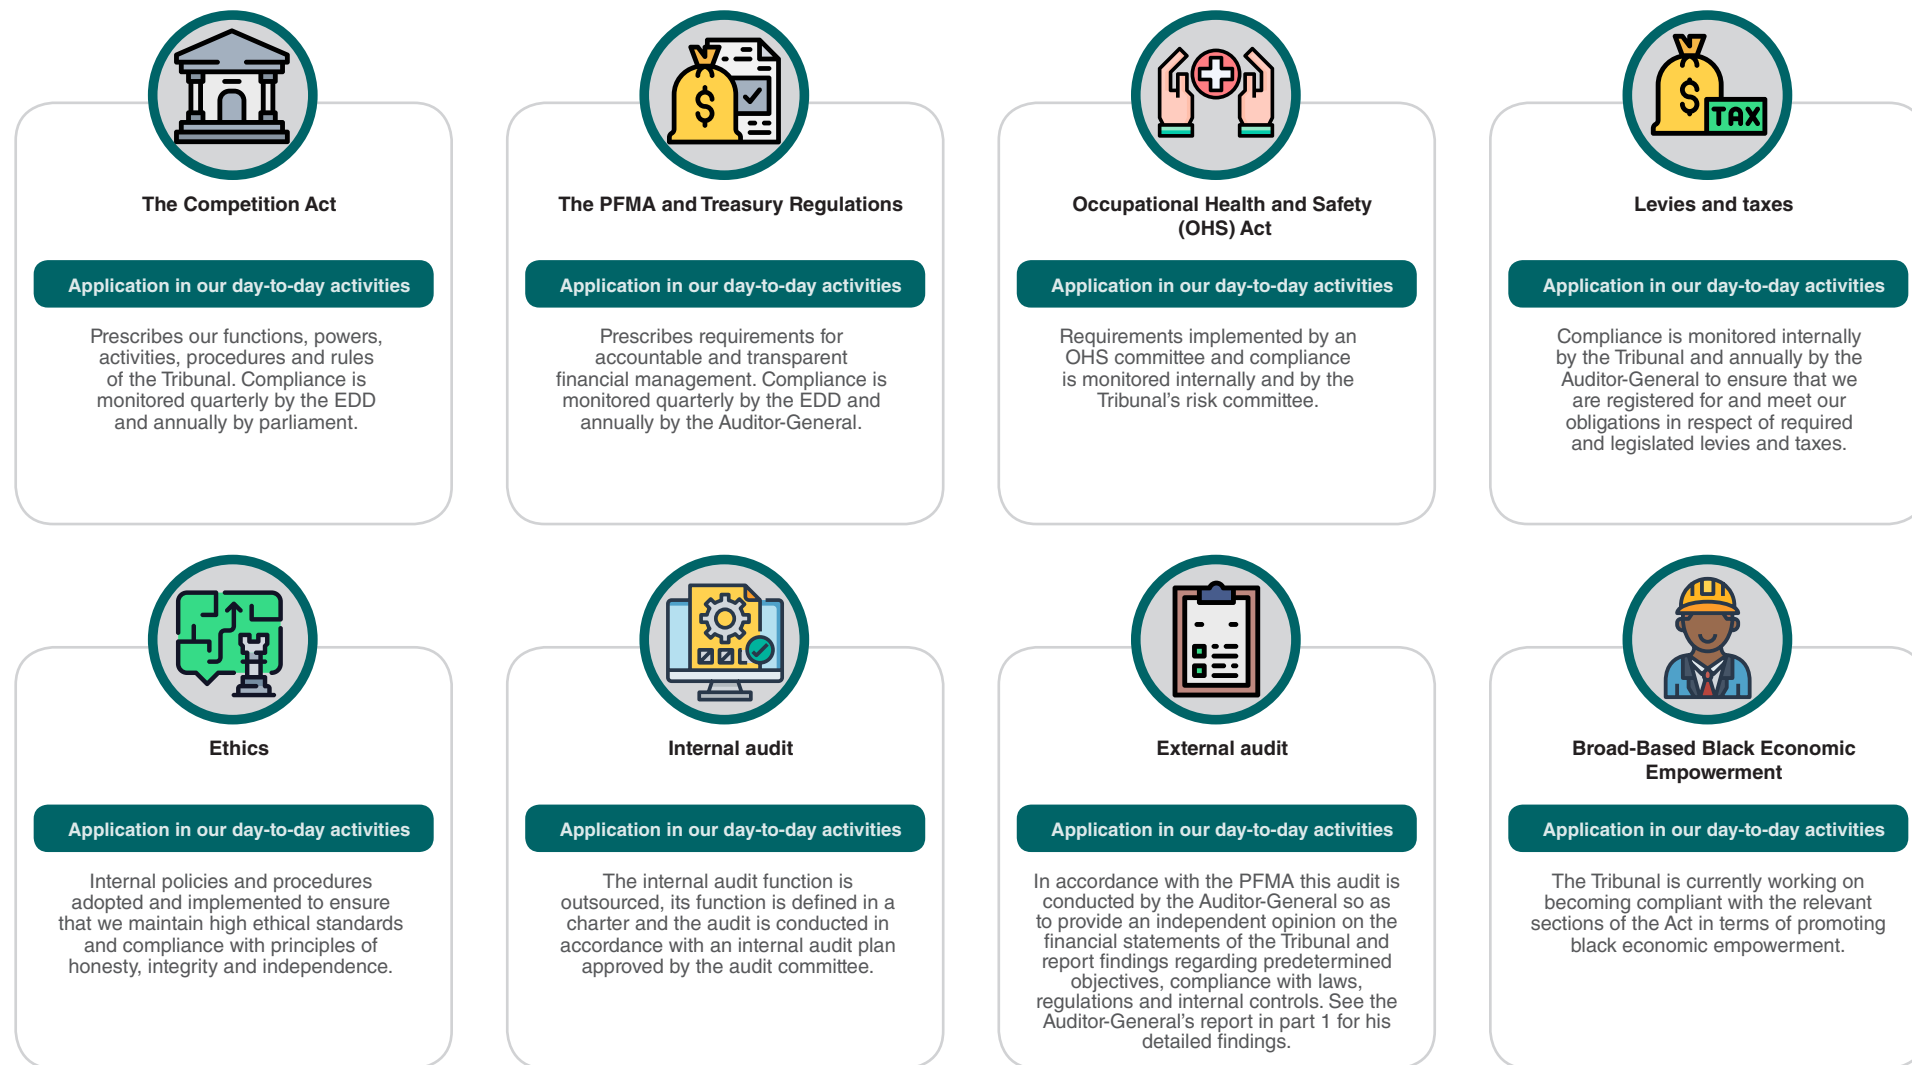 The Competition Act
Application in our day-to-day activities
Prescribes our functions, powers,
activities, procedures and rules
of the Tribunal. Compliance is
monitored quarterly by the EDD
and annually by parliament.
$
The PFMA and Treasury Regulations
Application in our day-to-day activities
Prescribes requirements for
accountable and transparent
financial management. Compliance is
monitored quarterly by the EDD and
annually by the Auditor-General.
Occupational Health and Safety
(OHS) Act
Application in our day-to-day activities
Requirements implemented by an
OHS committee and compliance
is monitored internally and by the
Tribunal’s risk committee.
$
TAX
Levies and taxes
Application in our day-to-day activities
Compliance is monitored internally
by the Tribunal and annually by the
Auditor-General to ensure that we
are registered for and meet our
obligations in respect of required
and legislated levies and taxes.
Ethics
Application in our day-to-day activities
Internal policies and procedures
adopted and implemented to ensure
that we maintain high ethical standards
and compliance with principles of
honesty, integrity and independence.
Internal audit
Application in our day-to-day activities
The internal audit function is
outsourced, its function is defined in a
charter and the audit is conducted in
accordance with an internal audit plan
approved by the audit committee.
External audit
Application in our day-to-day activities
In accordance with the PFMA this audit is
conducted by the Auditor-General so as
to provide an independent opinion on the
financial statements of the Tribunal and
report findings regarding predetermined
objectives, compliance with laws,
regulations and internal controls. See the
Auditor-General’s report in part 1 for his
detailed findings.
Broad-Based Black Economic
Empowerment
Application in our day-to-day activities
The Tribunal is currently working on
becoming compliant with the relevant
sections of the Act in terms of promoting
black economic empowerment.